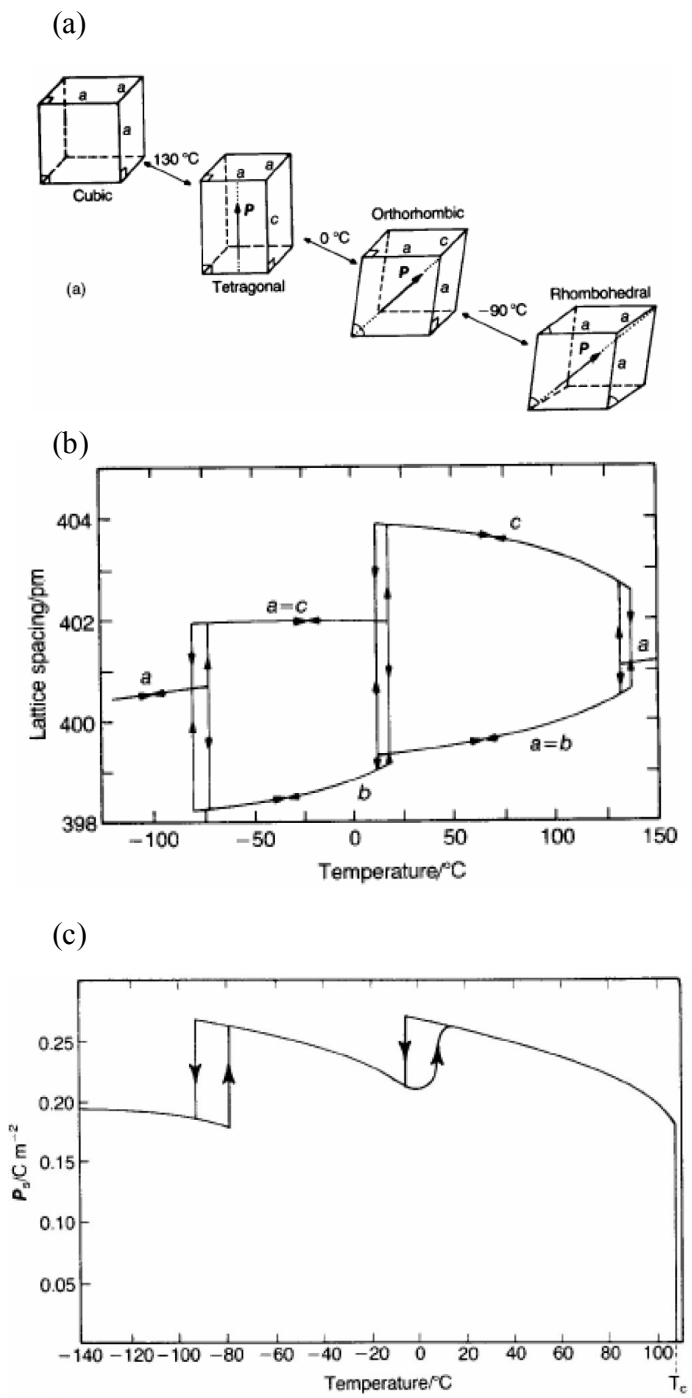 (a)
a a
a
Cubic
130 °C
a a
P
c
Tetragonal
0 °C
Orthorhombic
a c
P
a
−90 °C
Rhombohedral
a a
P
a
(a)
(b)
Lattice spacing/pm
404
402
400
398
c
a=c
a
a
a=b
b
−100 −50 0 50 100 150
Temperature/°C
(c)
Ps/C m−2
0.25
0.20
0.15
0.10
0.05
−140 −120 −100 −80 −60 −40 −20 0 20 40 60 80 100
Tc
Temperature/°C